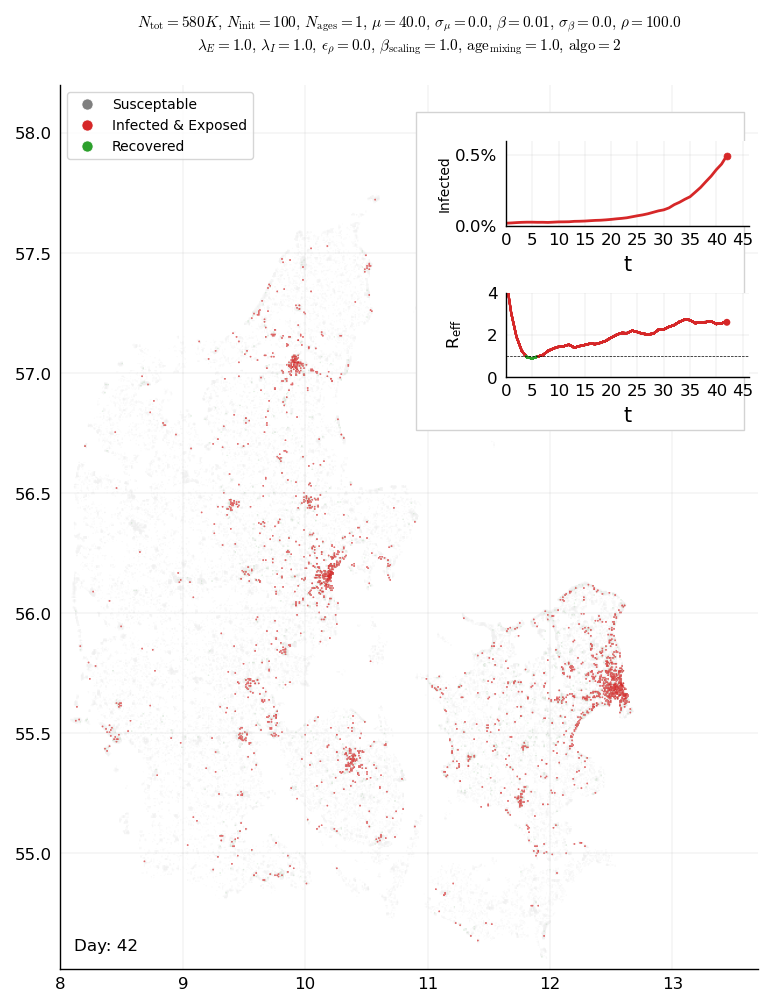 N_tot = 580K, N_init = 100, N_ages = 1, μ = 40.0, σ_μ = 0.0, β = 0.01, σ_β = 0.0, ρ = 100.0
λ_E = 1.0, λ_I = 1.0, ε_ρ = 0.0, β_scaling = 1.0, age_mixing = 1.0, algo = 2
Susceptable
Infected & Exposed
Recovered
0.5%
0.0%
Infected
0 5 10 15 20 25 30 35 40 45
t
4
2
0
R_eff
0 5 10 15 20 25 30 35 40 45
t
58.0
57.5
57.0
56.5
56.0
55.5
55.0
Day: 42
8 9 10 11 12 13